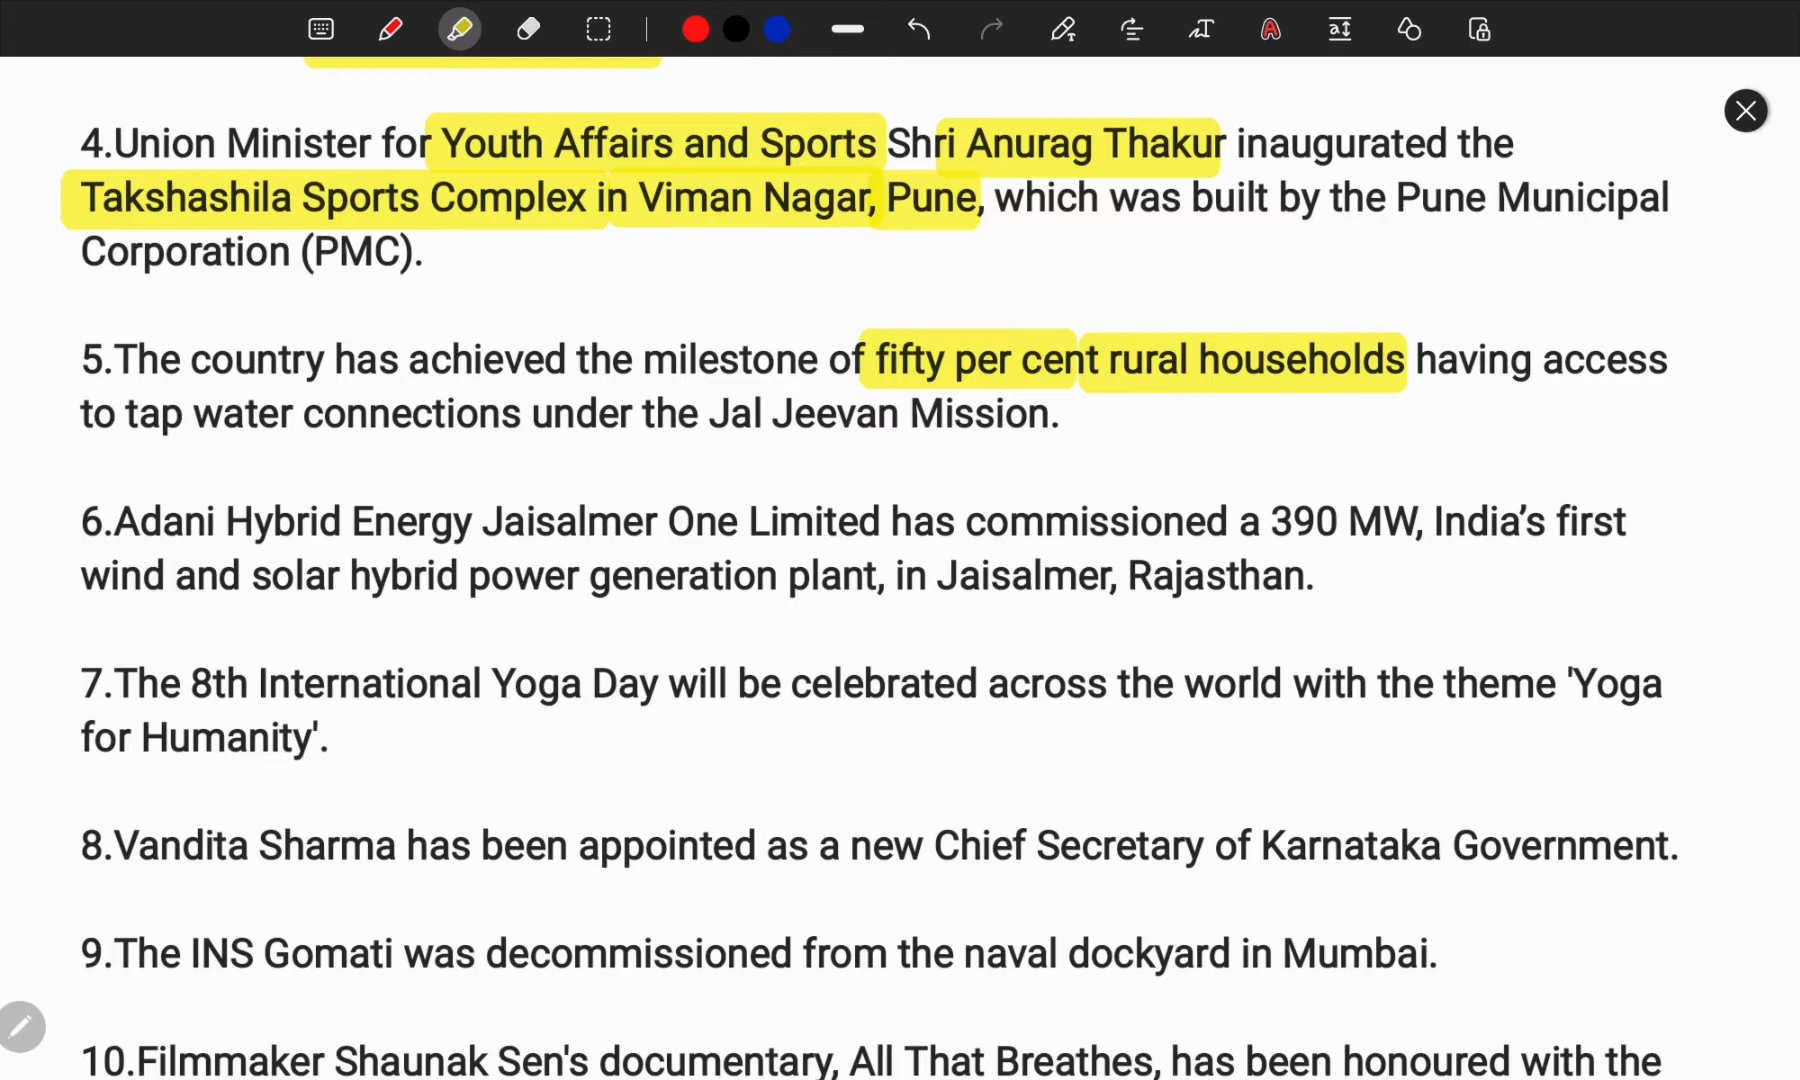 4.Union Minister for Youth Affairs and Sports Shri Anurag Thakur inaugurated the
Takshashila Sports Complex in Viman Nagar, Pune, which was built by the Pune Municipal
Corporation (PMC).
5.The country has achieved the milestone of fifty per cent rural households having access
to tap water connections under the Jal Jeevan Mission.
6.Adani Hybrid Energy Jaisalmer One Limited has commissioned a 390 MW, India’s first
wind and solar hybrid power generation plant, in Jaisalmer, Rajasthan.
7.The 8th International Yoga Day will be celebrated across the world with the theme 'Yoga
for Humanity'.
8.Vandita Sharma has been appointed as a new Chief Secretary of Karnataka Government.
9.The INS Gomati was decommissioned from the naval dockyard in Mumbai.
10.Filmmaker Shaunak Sen's documentary, All That Breathes, has been honoured with the